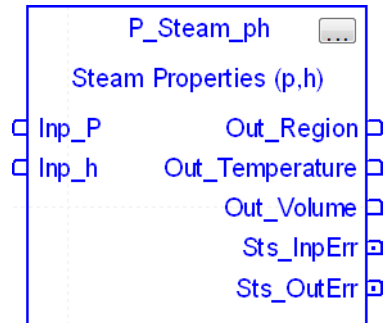 P_Steam_ph ...
Steam Properties (p,h)
Inp_P Out_Region
Inp_h Out_Temperature
Out_Volume
Sts_InpErr
Sts_OutErr